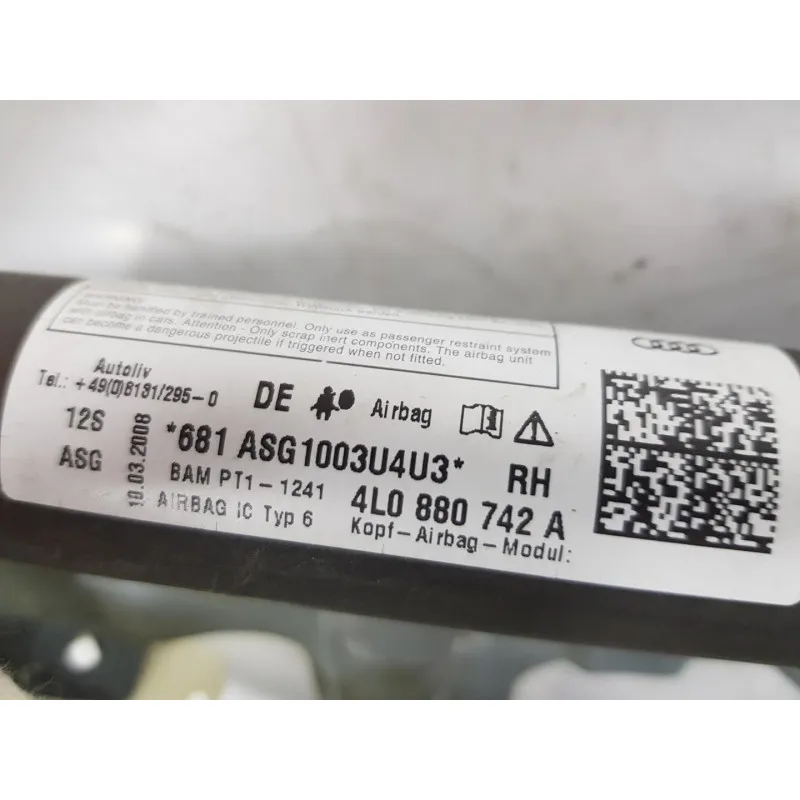 WARNING:
Must be handled by trained personnel. Only use as passenger restraint system
with airbag in cars. Attention - Only scrap inert components. The airbag unit
can become a dangerous projectile if triggered when not fitted.
Autoliv
Tel.: +49(0)8131/295-0
DE Airbag
12S
ASG
10.03.2008
*681 ASG1003U4U3* RH
BAM PT1-1241
AIRBAG IC Typ 6
4L0 880 742 A
Kopf-Airbag-Modul: